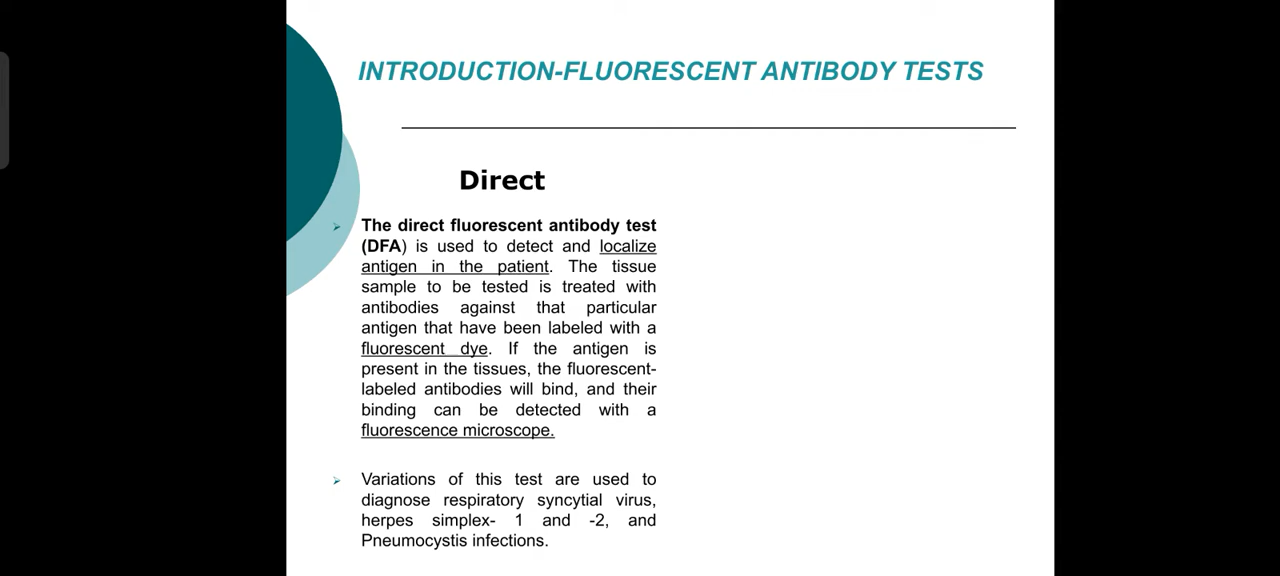 INTRODUCTION-FLUORESCENT ANTIBODY TESTS
Direct
The direct fluorescent antibody test
(DFA) is used to detect and localize
antigen in the patient. The tissue
sample to be tested is treated with
antibodies against that particular
antigen that have been labeled with a
fluorescent dye. If the antigen is
present in the tissues, the fluorescent-
labeled antibodies will bind, and their
binding can be detected with a
fluorescence microscope.
Variations of this test are used to
diagnose respiratory syncytial virus,
herpes simplex- 1 and -2, and
Pneumocystis infections.